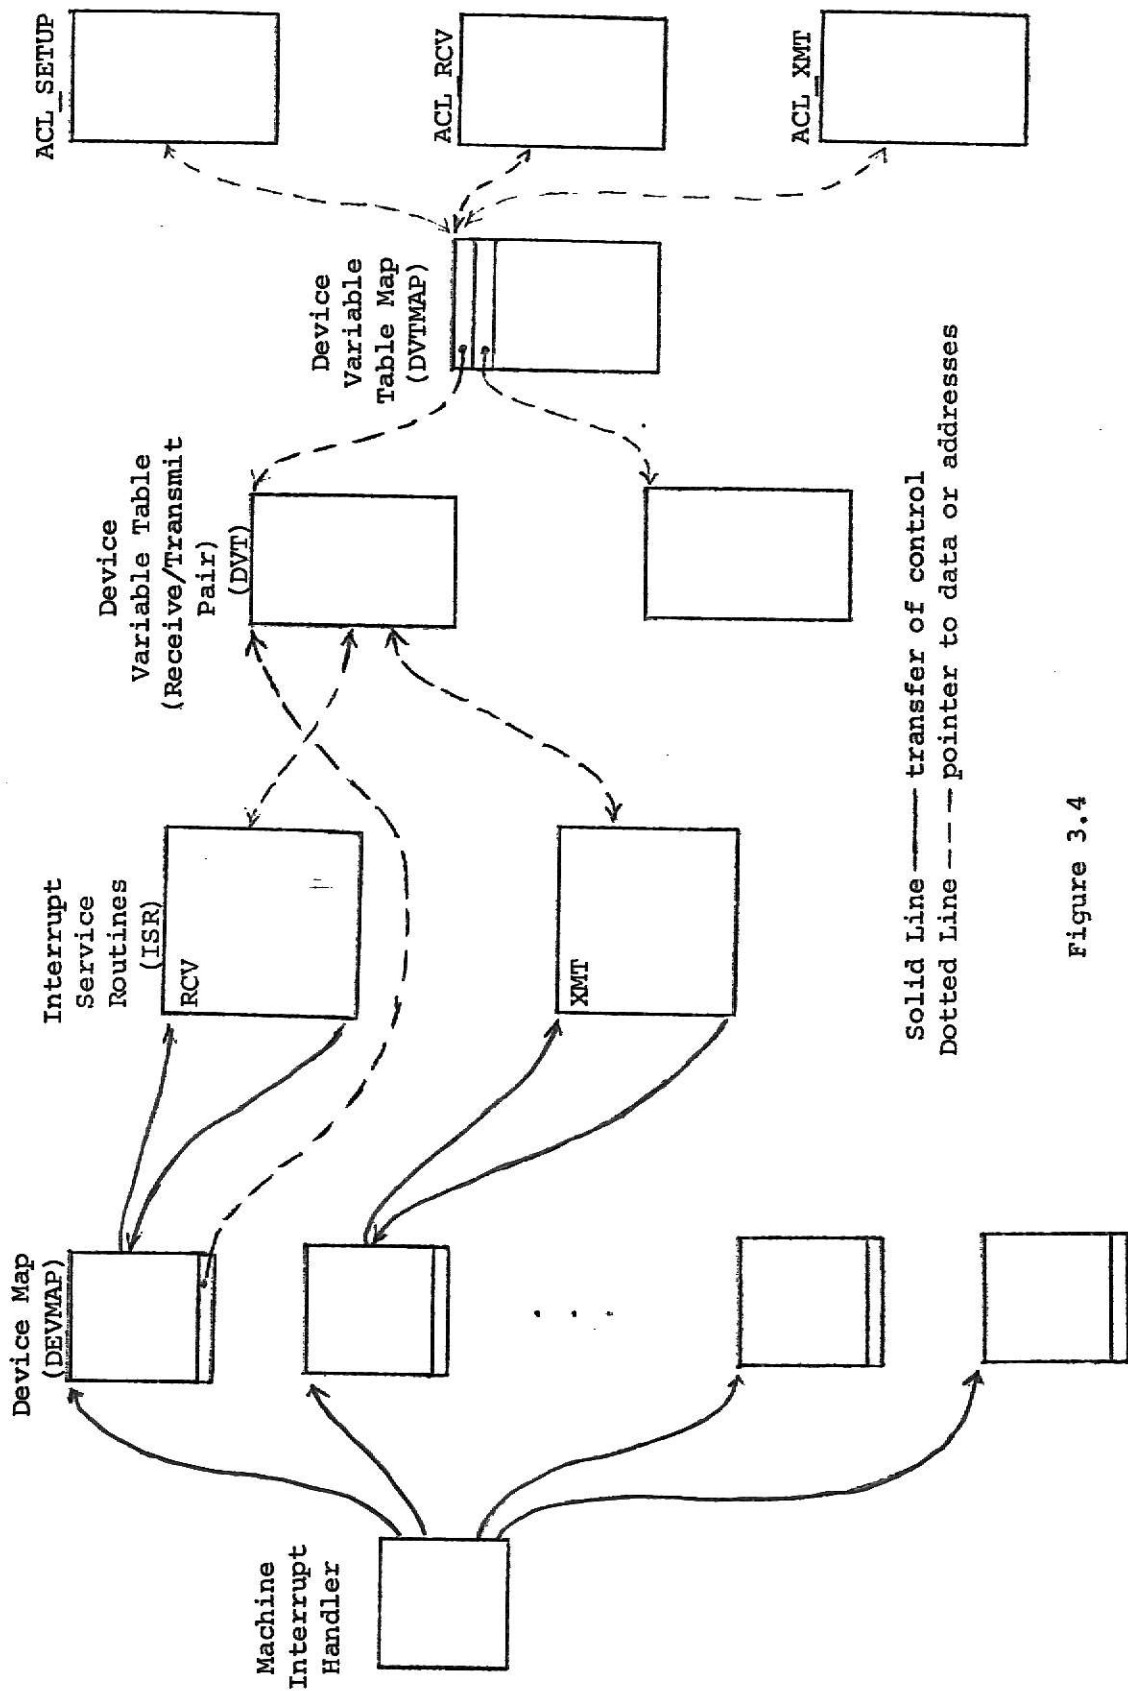 Machine
Interrupt
Handler
Device Map
(DEVMAP)
Interrupt
Service
Routines
(ISR)
RCV
XMT
Device
Variable Table
(Receive/Transmit
Pair)
(DVT)
Device
Variable
Table Map
(DVTMAP)
ACL_SETUP
ACL_RCV
ACL_XMT
Solid Line —— transfer of control
Dotted Line --- pointer to data or addresses
Figure 3.4